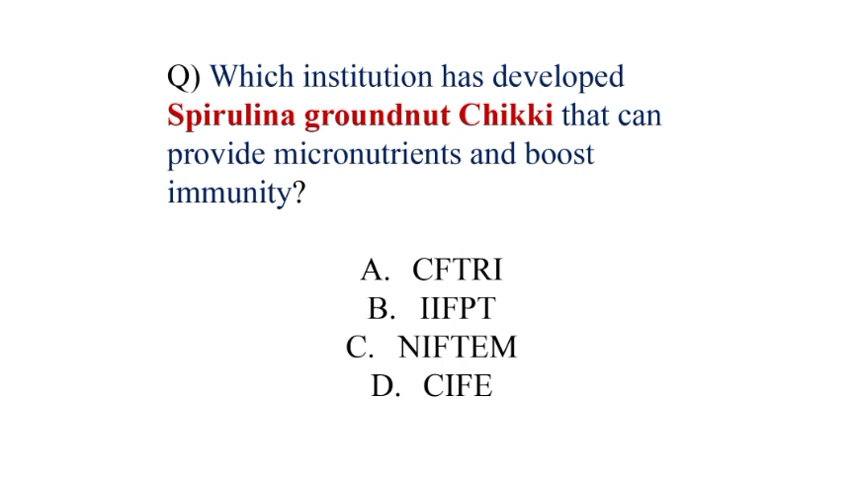 Q) Which institution has developed
Spirulina groundnut Chikki that can
provide micronutrients and boost
immunity?
A. CFTRI
B. IIFPT
C. NIFTEM
D. CIFE